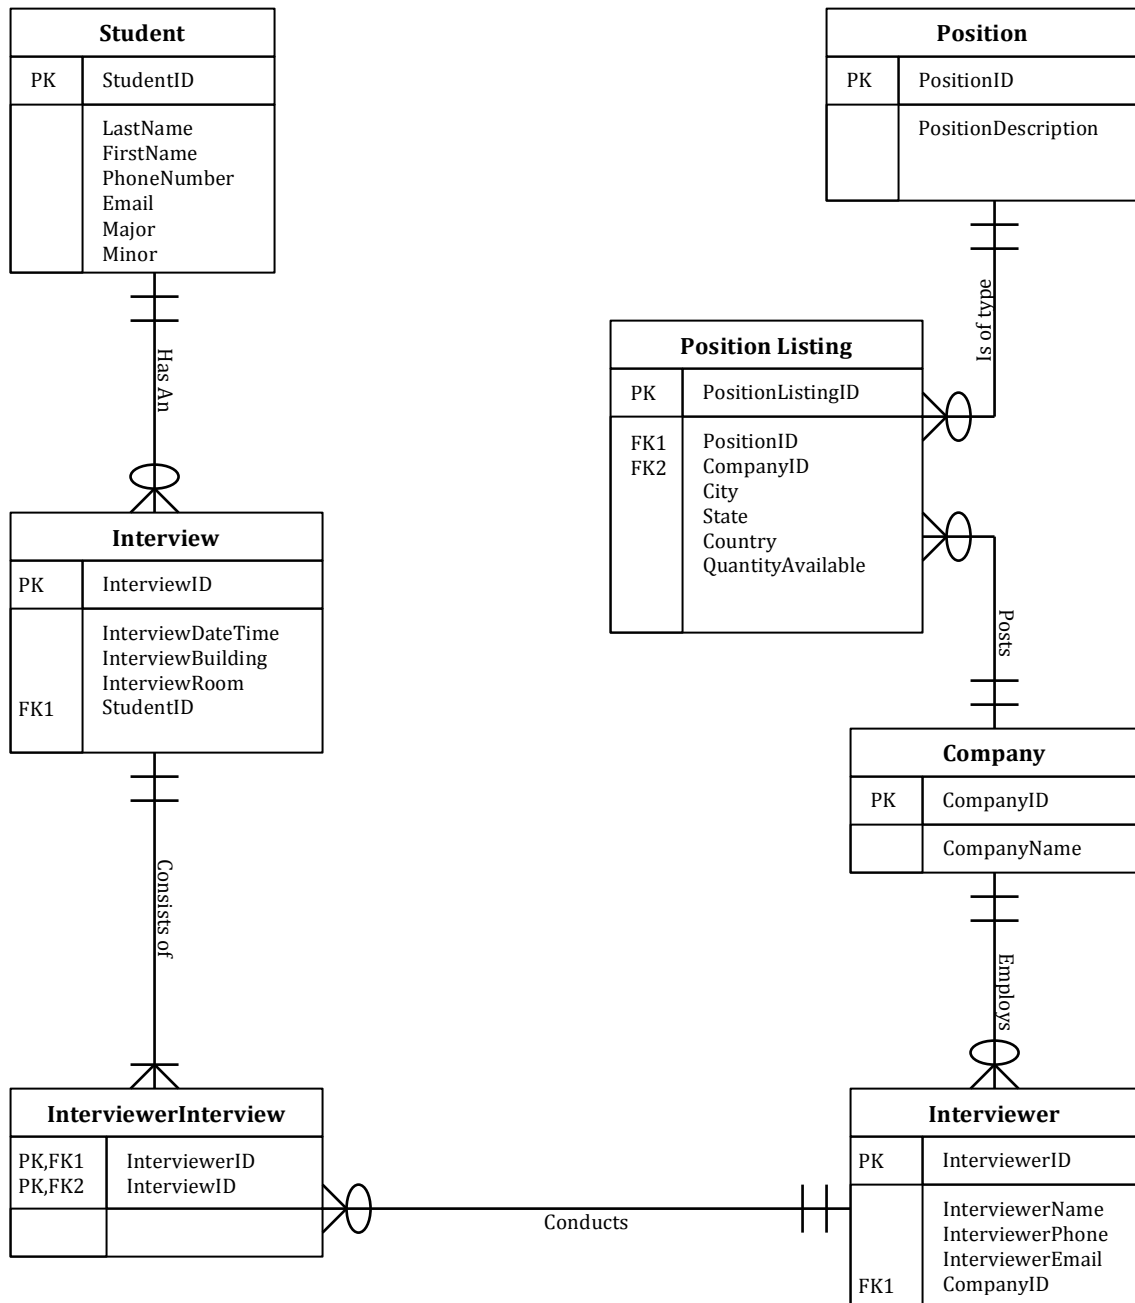 Student
PK StudentID
LastName
FirstName
PhoneNumber
Email
Major
Minor
Has An
Interview
PK InterviewID
InterviewDateTime
InterviewBuilding
InterviewRoom
FK1 StudentID
Consists of
InterviewerInterview
PK,FK1 InterviewerID
PK,FK2 InterviewID
Conducts
Position
PK PositionID
PositionDescription
Is of type
Position Listing
PK PositionListingID
FK1 PositionID
FK2 CompanyID
City
State
Country
QuantityAvailable
Posts
Company
PK CompanyID
CompanyName
Employs
Interviewer
PK InterviewerID
InterviewerName
InterviewerPhone
InterviewerEmail
FK1 CompanyID